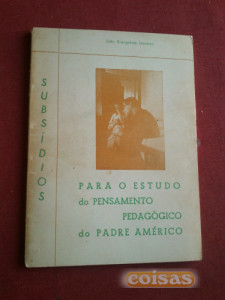 SUBSÍDIOS
PARA O ESTUDO
do PENSAMENTO
PEDAGÓGICO
do PADRE AMÉRICO
coisas